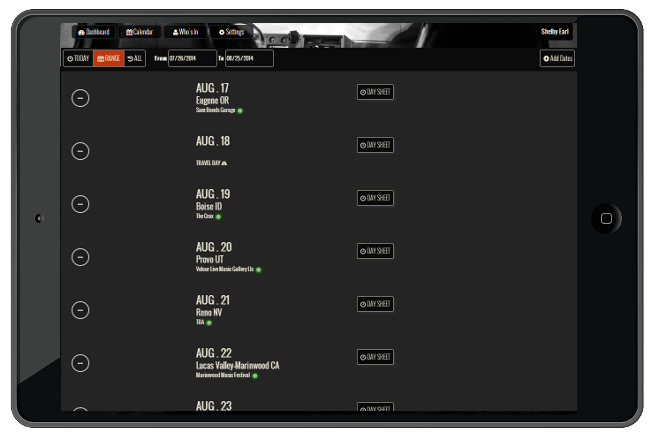 Dashboard Calendar Who's In Settings Shelby Earl
TODAY RANGE ALL From 07/26/2014 To 08/25/2014 Add Dates
AUG . 17 DAY SHEET
Eugene OR
Sam Bonds Garage
AUG . 18 DAY SHEET
TRAVEL DAY
AUG . 19 DAY SHEET
Boise ID
The Crux
AUG . 20 DAY SHEET
Provo UT
Velour Live Music Gallery Llc
AUG . 21 DAY SHEET
Reno NV
TBA
AUG . 22 DAY SHEET
Lucas Valley-Marinwood CA
Marinwood Music Festival
AUG . 23 DAY SHEET